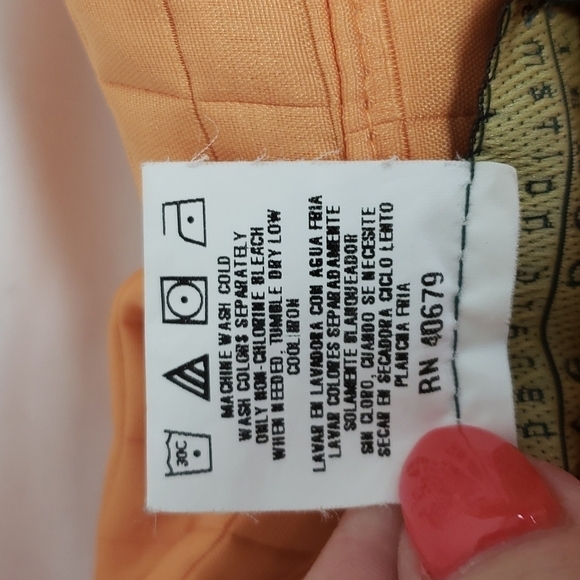 30C
MACHINE WASH COLD
WASH COLORS SEPARATELY
ONLY NON-CHLORINE BLEACH
WHEN NEEDED, TUMBLE DRY LOW
COOL IRON
LAVAR EN LAVADORA CON AGUA FRIA
LAVAR COLORES SEPARADAMENTE
SOLAMENTE BLANQUEADOR
SIN CLORO, CUANDO SE NECESITE
SECAR EN SECADORA CICLO LENTO
PLANCHA FRIA
RN 40679